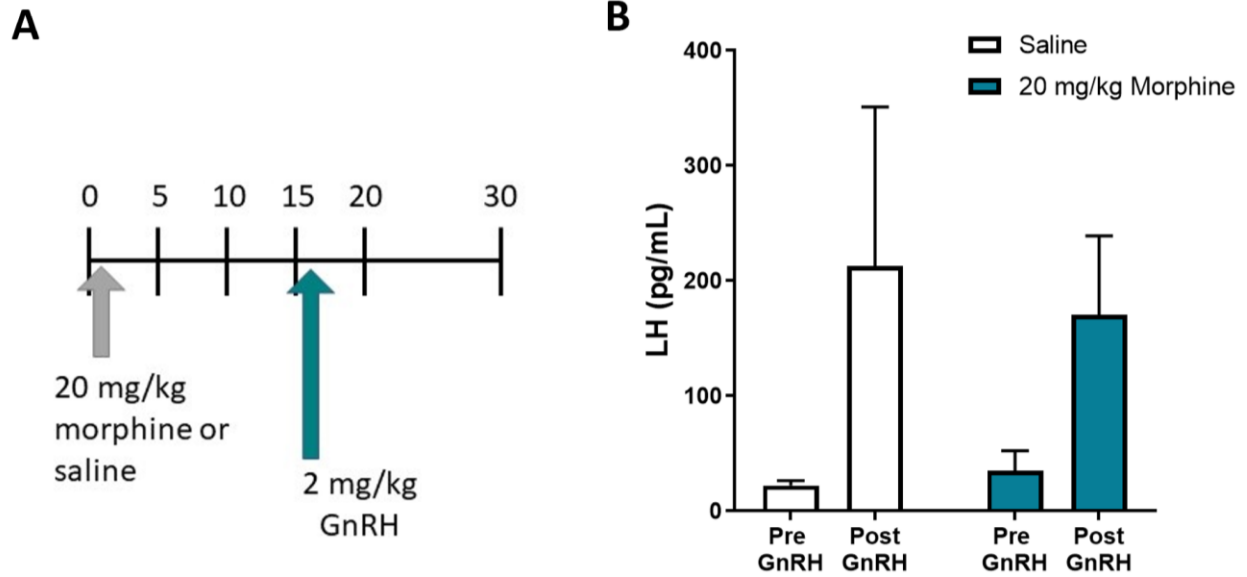 A
0 5 10 15 20 30
20 mg/kg
morphine or
saline
2 mg/kg
GnRH
B
Saline
20 mg/kg Morphine
LH (pg/mL)
400
300
200
100
0
Pre Post Pre Post
GnRH GnRH GnRH GnRH